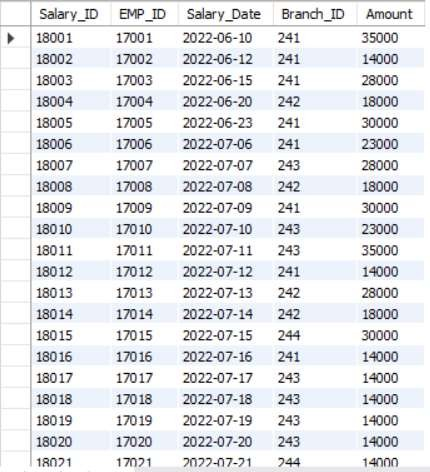 Salary_ID EMP_ID Salary_Date Branch_ID Amount
18001 17001 2022-06-10 241 35000
18002 17002 2022-06-12 241 14000
18003 17003 2022-06-15 241 28000
18004 17004 2022-06-20 242 18000
18005 17005 2022-06-23 241 30000
18006 17006 2022-07-06 241 23000
18007 17007 2022-07-07 243 28000
18008 17008 2022-07-08 242 18000
18009 17009 2022-07-09 241 30000
18010 17010 2022-07-10 243 23000
18011 17011 2022-07-11 243 35000
18012 17012 2022-07-12 241 14000
18013 17013 2022-07-13 242 28000
18014 17014 2022-07-14 242 18000
18015 17015 2022-07-15 244 30000
18016 17016 2022-07-16 241 14000
18017 17017 2022-07-17 243 14000
18018 17018 2022-07-18 243 14000
18019 17019 2022-07-19 243 14000
18020 17020 2022-07-20 243 14000
18021 17021 2022-07-21 244 14000